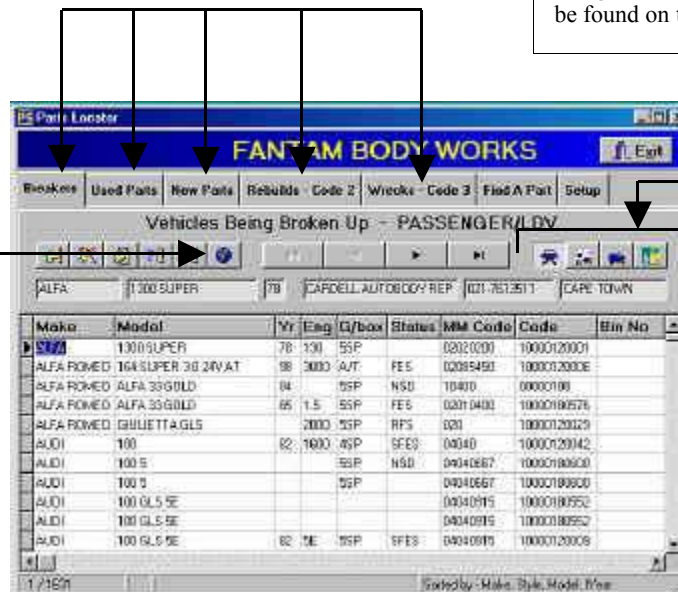 be found on t
Parts Locator
FANTAM BODY WORKS
Exit
Breakers Used Parts New Parts Rebuilds - Code 2 Wrecks - Code 3 Find A Part Setup
Vehicles Being Broken Up - PASSENGER/LDV
ALFA 1300 SUPER 78 CARDELL AUTOBODY REP 021-7613511 CAPE TOWN
Make Model Yr Eng G/box Status MM Code Code Bin No
ALFA 1300 SUPER 78 130 5SP 02020200 10000120001
ALFA ROMEO 164 SUPER 3.0 24V AT 98 3000 A/T FES 02085450 10000120006
ALFA ROMEO ALFA 33 GOLD 84 5SP NSD 10400 00000108
ALFA ROMEO ALFA 33 GOLD 85 1.5 5SP FES 02010400 10000180576
ALFA ROMEO GIULIETTA GLS 2000 5SP RFS 020 10000120029
AUDI 100 82 1600 4SP SFES 04040 10000120042
AUDI 100 5 5SP NSD 04040667 10000180600
AUDI 100 5 5SP 04040667 10000180600
AUDI 100 GLS 5E 04040915 10000180552
AUDI 100 GLS 5E 04040915 10000180552
AUDI 100 GLS 5E 82 5E 5SP SFES 04040915 10000120009
1 /1631 Sorted by - Make, Style, Model, Year